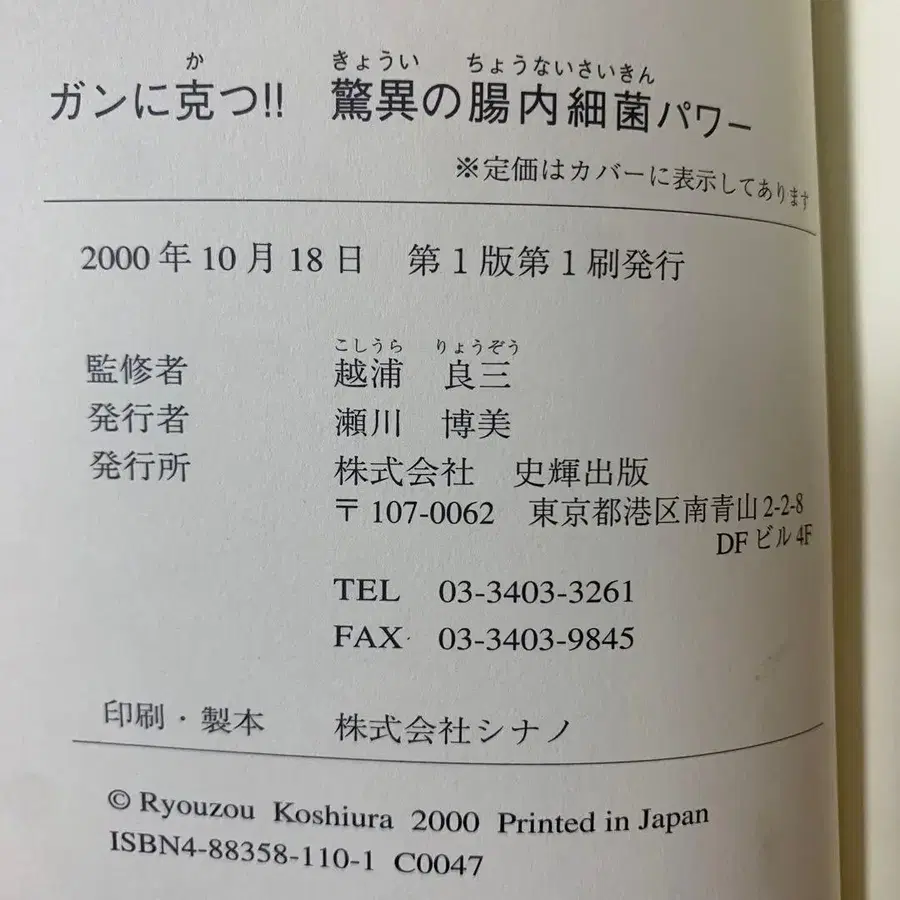 か きょうい ちょうないさいきん
ガンに克つ!! 驚異の腸内細菌パワー
※定価はカバーに表示してあります
2000年10月18日 第1版第1刷発行
こしうら りょうぞう
監修者 越浦 良三
発行者 瀬川 博美
発行所 株式会社 史輝出版
〒107-0062 東京都港区南青山2-2-8
DFビル4F
TEL 03-3403-3261
FAX 03-3403-9845
印刷・製本 株式会社シナノ
© Ryouzou Koshiura 2000 Printed in Japan
ISBN4-88358-110-1 C0047